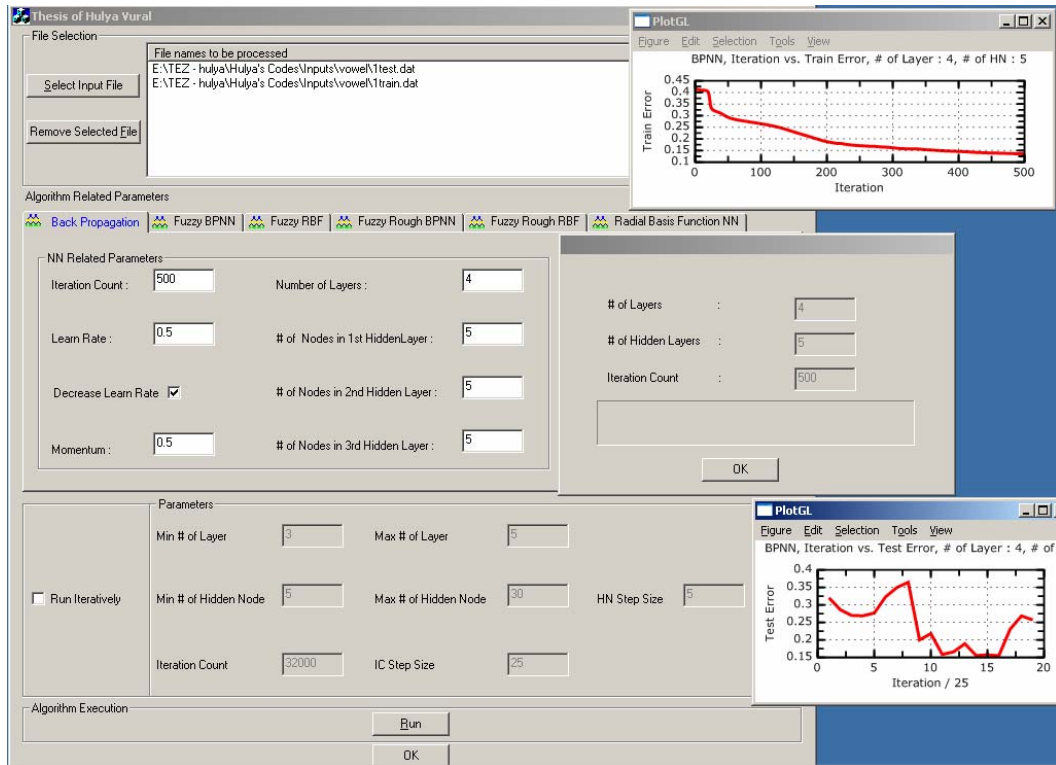 Thesis of Hulya Vural
File Selection
File names to be processed
E:\TEZ - hulya\Hulya's Codes\Inputs\vowel\1test.dat
E:\TEZ - hulya\Hulya's Codes\Inputs\vowel\1train.dat
Select Input File
Remove Selected File
PlotGL
Figure Edit Selection Tools View
BPNN, Iteration vs. Train Error, # of Layer : 4, # of HN : 5
Train Error
0.45
0.4
0.35
0.3
0.25
0.2
0.15
0.1
0 100 200 300 400 500
Iteration
Algorithm Related Parameters
Back Propagation Fuzzy BPNN Fuzzy RBF Fuzzy Rough BPNN Fuzzy Rough RBF Radial Basis Function NN
NN Related Parameters
Iteration Count : 500 Number of Layers : 4
Learn Rate : 0.5 # of Nodes in 1st HiddenLayer : 5
Decrease Learn Rate # of Nodes in 2nd Hidden Layer : 5
Momentum : 0.5 # of Nodes in 3rd Hidden Layer : 5
# of Layers : 4
# of Hidden Layers : 5
Iteration Count : 500
OK
Parameters
Min # of Layer 3 Max # of Layer 5
Run Iteratively Min # of Hidden Node 5 Max # of Hidden Node 30 HN Step Size 5
Iteration Count 32000 IC Step Size 25
PlotGL
Figure Edit Selection Tools View
BPNN, Iteration vs. Test Error, # of Layer : 4, # of
Test Error
0.4
0.35
0.3
0.25
0.2
0.15
0 5 10 15 20
Iteration / 25
Algorithm Execution
Run
OK